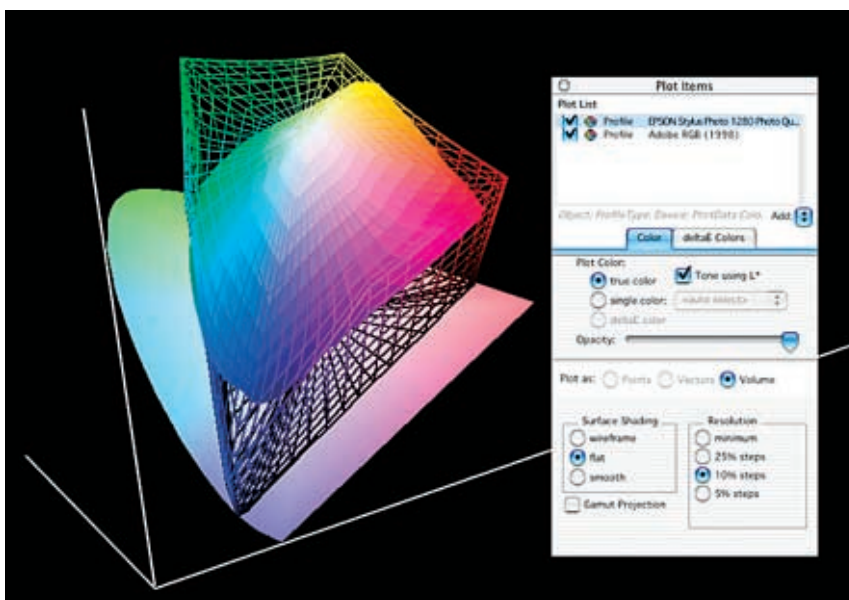 Plot Items
Plot List
Profile EPSON Stylus Photo 1280 Photo Qu...
Profile Adobe RGB (1998)
Add:
Color deltaE Colors
Plot Color:
true color Tone using L*
single color:
deltaE color
Opacity:
Plot as: Points Vectors Volume
Surface Shading
wireframe
flat
smooth
Gamut Projection
Resolution
minimum
25% steps
10% steps
5% steps